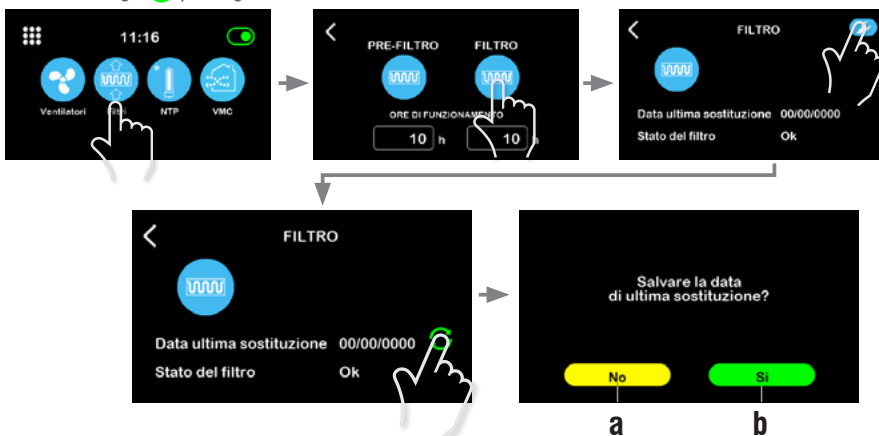 11:16
Ventilatori Filtri NTP VMC
PRE-FILTRO FILTRO
ORE DI FUNZIONAMENTO
10 h 10 h
FILTRO
Data ultima sostituzione 00/00/0000
Stato del filtro Ok
FILTRO
Data ultima sostituzione 00/00/0000
Stato del filtro Ok
Salvare la data
di ultima sostituzione?
No Si
a b